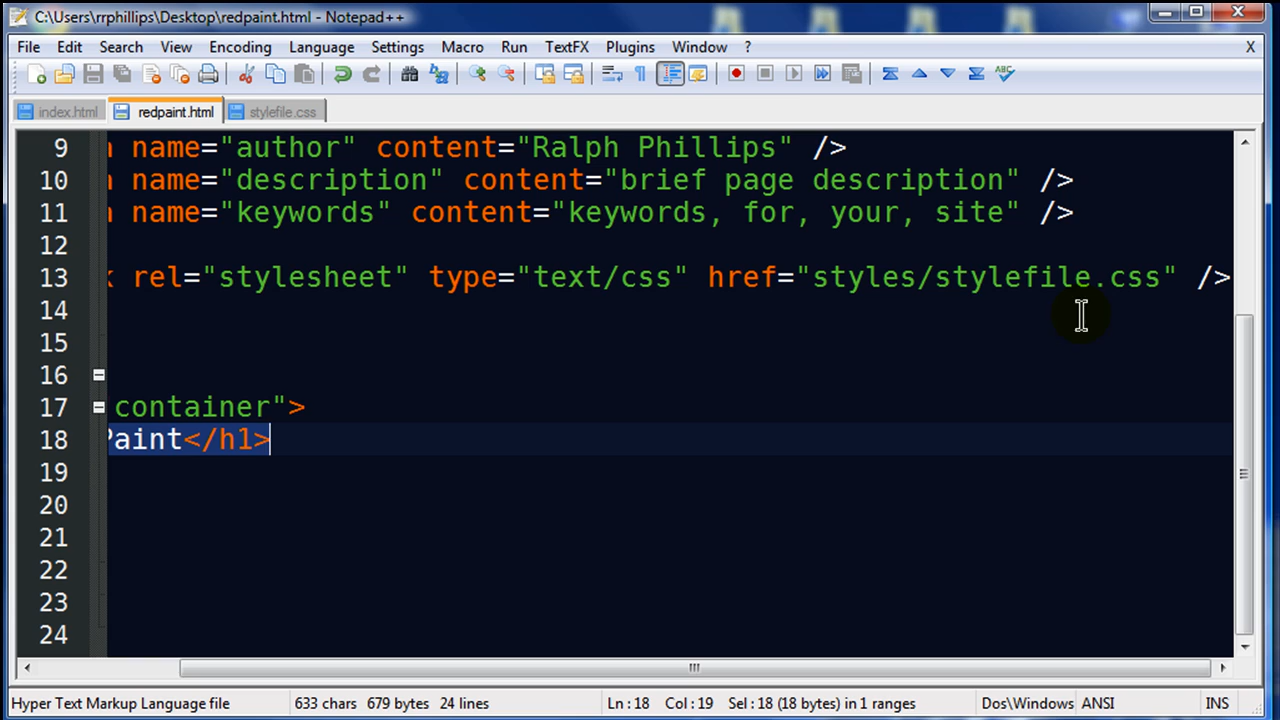 C:\Users\rrphillips\Desktop\redpaint.html - Notepad++
File Edit Search View Encoding Language Settings Macro Run TextFX Plugins Window ? X
index.html redpaint.html stylefile.css
9 name="author" content="Ralph Phillips" />
10 name="description" content="brief page description" />
11 name="keywords" content="keywords, for, your, site" />
12
13 rel="stylesheet" type="text/css" href="styles/stylefile.css" />
14
15
16
17 container">
18 Paint</h1>
19
20
21
22
23
24
Hyper Text Markup Language file 633 chars 679 bytes 24 lines Ln:18 Col:19 Sel:18 (18 bytes) in 1 ranges Dos\Windows ANSI INS